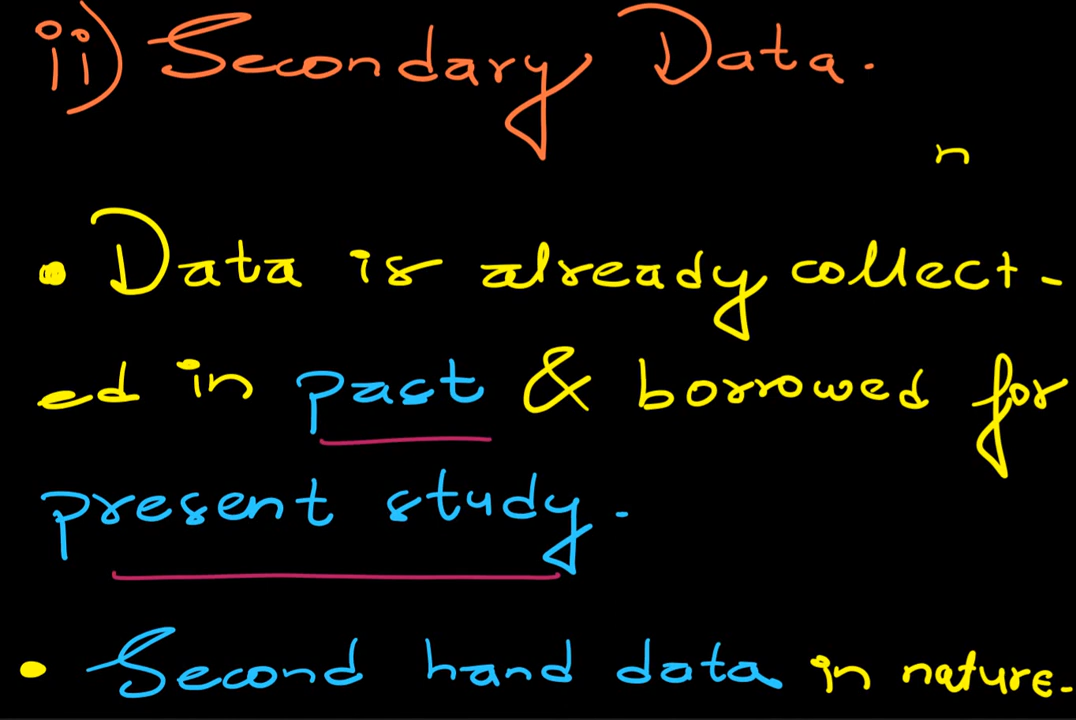 ii) Secondary Data.
n
• Data is already collect-
ed in past & borrowed for
present study.
• Second hand data in nature.